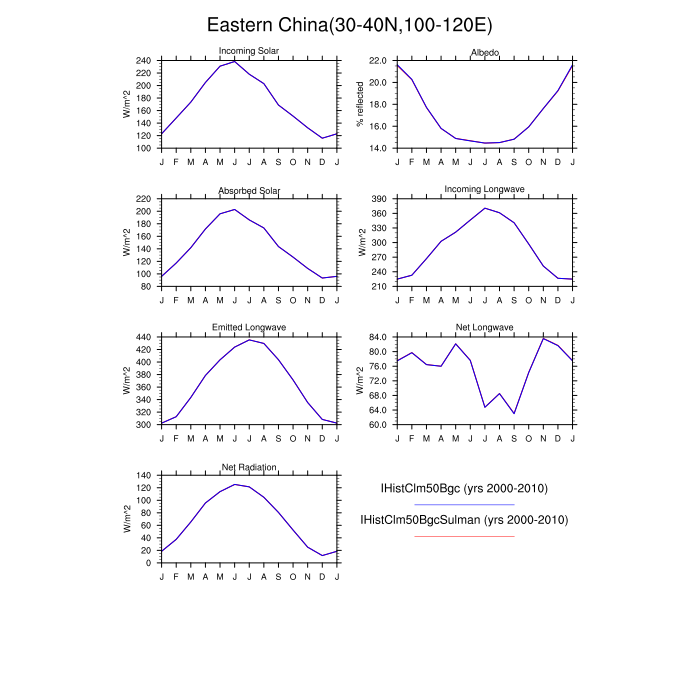 Eastern China(30-40N,100-120E)
Incoming Solar
W/m^2
240
220
200
180
160
140
120
100
J F M A M J J A S O N D J
Albedo
% reflected
22.0
20.0
18.0
16.0
14.0
J F M A M J J A S O N D J
Absorbed Solar
W/m^2
220
200
180
160
140
120
100
80
J F M A M J J A S O N D J
Incoming Longwave
W/m^2
390
360
330
300
270
240
210
J F M A M J J A S O N D J
Emitted Longwave
W/m^2
440
420
400
380
360
340
320
300
J F M A M J J A S O N D J
Net Longwave
W/m^2
84.0
80.0
76.0
72.0
68.0
64.0
60.0
J F M A M J J A S O N D J
Net Radiation
W/m^2
140
120
100
80
60
40
20
0
J F M A M J J A S O N D J
IHistClm50Bgc (yrs 2000-2010)
IHistClm50BgcSulman (yrs 2000-2010)